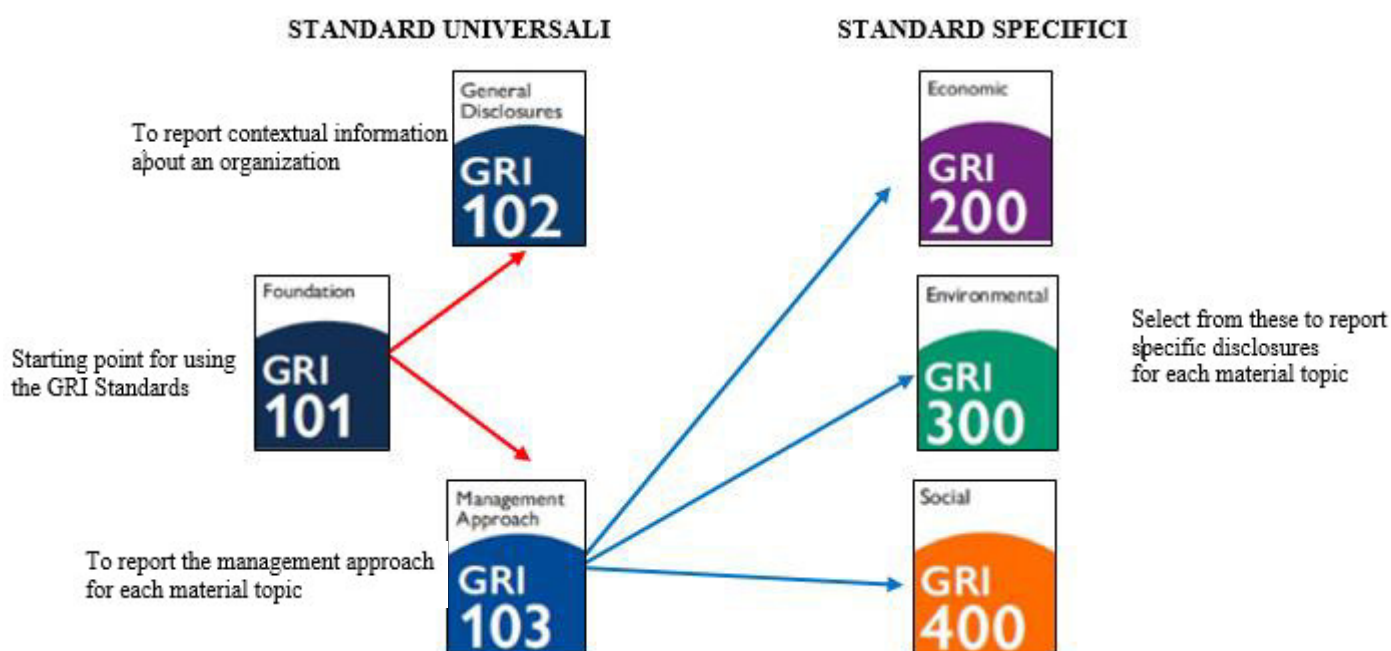 STANDARD UNIVERSALI
STANDARD SPECIFICI
General
Disclosures
GRI
102
To report contextual information
about an organization
Economic
GRI
200
Foundation
GRI
101
Starting point for using
the GRI Standards
Environmental
GRI
300
Select from these to report
specific disclosures
for each material topic
Management
Approach
GRI
103
To report the management approach
for each material topic
Social
GRI
400